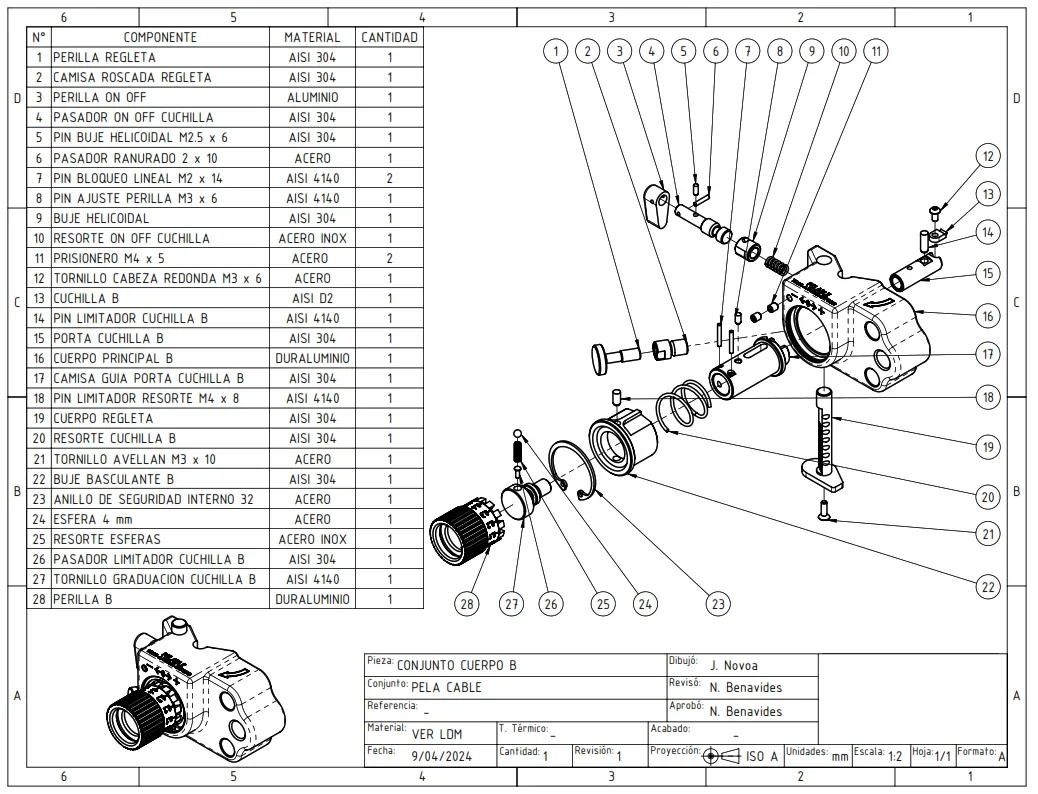 6 5 4 3 2 1
N° COMPONENTE MATERIAL CANTIDAD
1 PERILLA REGLETA AISI 304 1
2 CAMISA ROSCADA REGLETA AISI 304 1
3 PERILLA ON OFF ALUMINIO 1
4 PASADOR ON OFF CUCHILLA AISI 304 1
5 PIN BUJE HELICOIDAL M2.5 x 6 AISI 304 1
6 PASADOR RANURADO 2 x 10 ACERO 1
7 PIN BLOQUEO LINEAL M2 x 14 AISI 4140 2
8 PIN AJUSTE PERILLA M3 x 6 AISI 4140 1
9 BUJE HELICOIDAL AISI 304 1
10 RESORTE ON OFF CUCHILLA ACERO INOX 1
11 PRISIONERO M4 x 5 ACERO 2
12 TORNILLO CABEZA REDONDA M3 x 6 ACERO 1
13 CUCHILLA B AISI D2 1
14 PIN LIMITADOR CUCHILLA B AISI 4140 1
15 PORTA CUCHILLA B AISI 304 1
16 CUERPO PRINCIPAL B DURALUMINIO 1
17 CAMISA GUIA PORTA CUCHILLA B AISI 304 1
18 PIN LIMITADOR RESORTE M4 x 8 AISI 4140 1
19 CUERPO REGLETA AISI 304 1
20 RESORTE CUCHILLA B AISI 304 1
21 TORNILLO AVELLAN M3 x 10 ACERO 1
22 BUJE BASCULANTE B AISI 304 1
23 ANILLO DE SEGURIDAD INTERNO 32 ACERO 1
24 ESFERA 4 mm ACERO 1
25 RESORTE ESFERAS ACERO INOX 1
26 PASADOR LIMITADOR CUCHILLA B AISI 304 1
27 TORNILLO GRADUACION CUCHILLA B AISI 4140 1
28 PERILLA B DURALUMINIO 1
D
C
B
A
1 2 3 4 5 6 7 8 9 10 11
12
13
14
15
16
17
18
19
20
21
22
28 27 26 25 24 23
D
C
B
A
Pieza: CONJUNTO CUERPO B Dibujó: J. Novoa
Conjunto: PELA CABLE Revisó: N. Benavides
Referencia: - Aprobó: N. Benavides
Material: VER LDM T. Térmico: - Acabado: -
Fecha: 9/04/2024 Cantidad: 1 Revisión: 1 Proyección: ISO A Unidades: mm Escala: 1:2 Hoja: 1/1 Formato: A
6 5 4 3 2 1